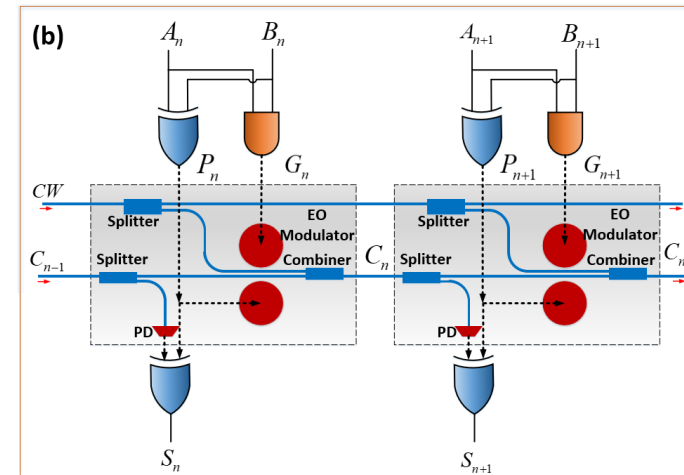 (b)
A_n B_n A_{n+1} B_{n+1}
P_n G_n P_{n+1} G_{n+1}
CW
Splitter EO Modulator Splitter EO Modulator
C_{n-1} Splitter Combiner C_n Splitter Combiner C_n
PD PD
S_n S_{n+1}